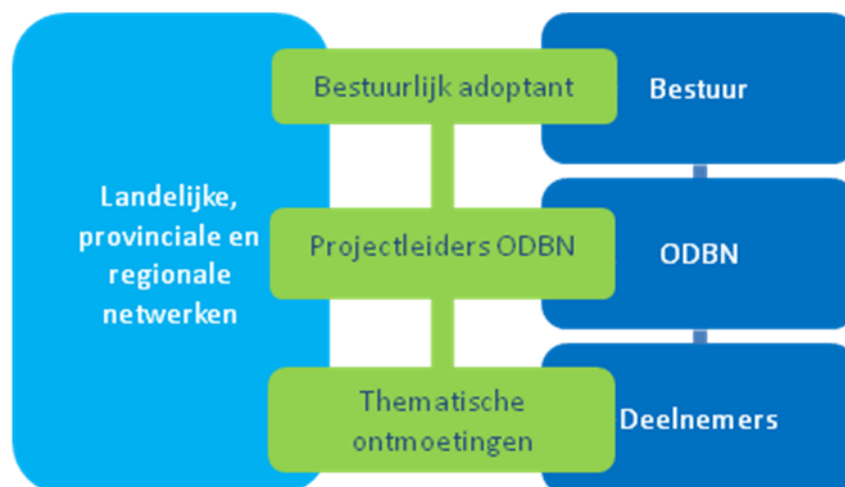 Landelijke,
provinciale en
regionale
netwerken
Bestuurlijk adoptant
Projectleiders ODBN
Thematische
ontmoetingen
Bestuur
ODBN
Deelnemers